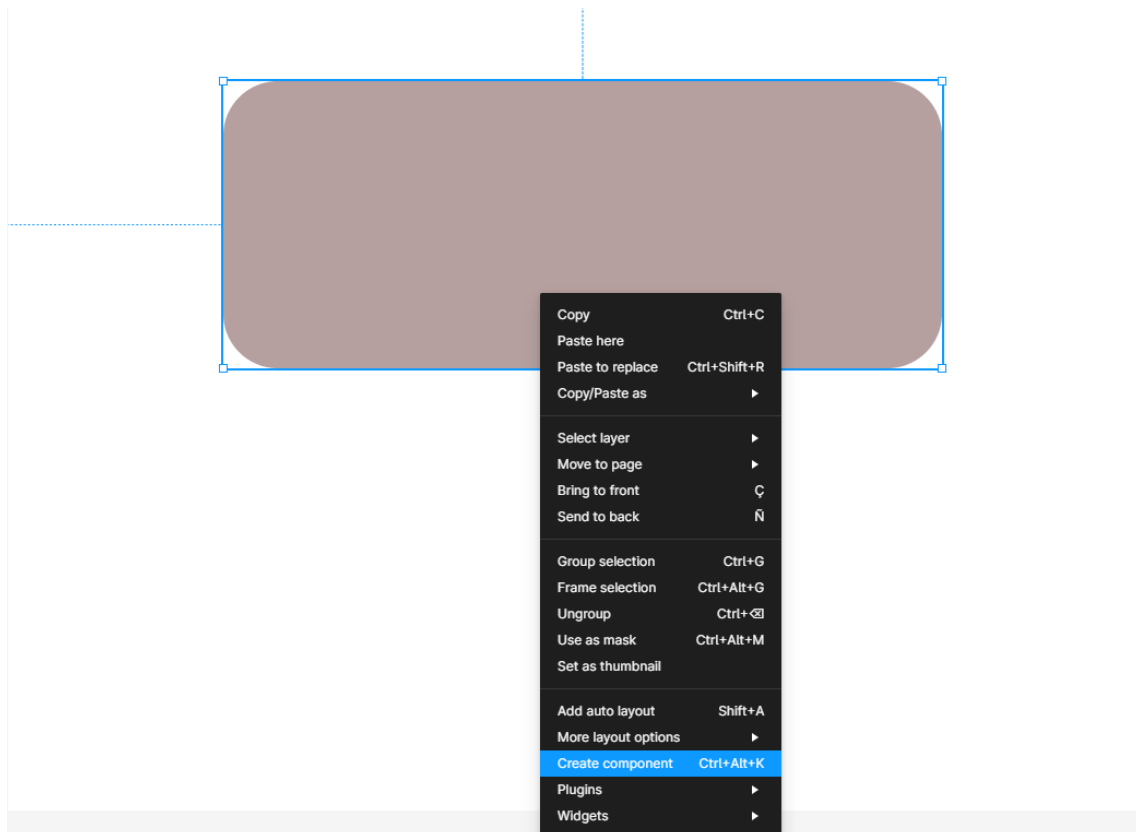 Copy Ctrl+C
Paste here
Paste to replace Ctrl+Shift+R
Copy/Paste as
Select layer
Move to page
Bring to front Ç
Send to back Ñ
Group selection Ctrl+G
Frame selection Ctrl+Alt+G
Ungroup Ctrl+⌫
Use as mask Ctrl+Alt+M
Set as thumbnail
Add auto layout Shift+A
More layout options
Create component Ctrl+Alt+K
Plugins
Widgets